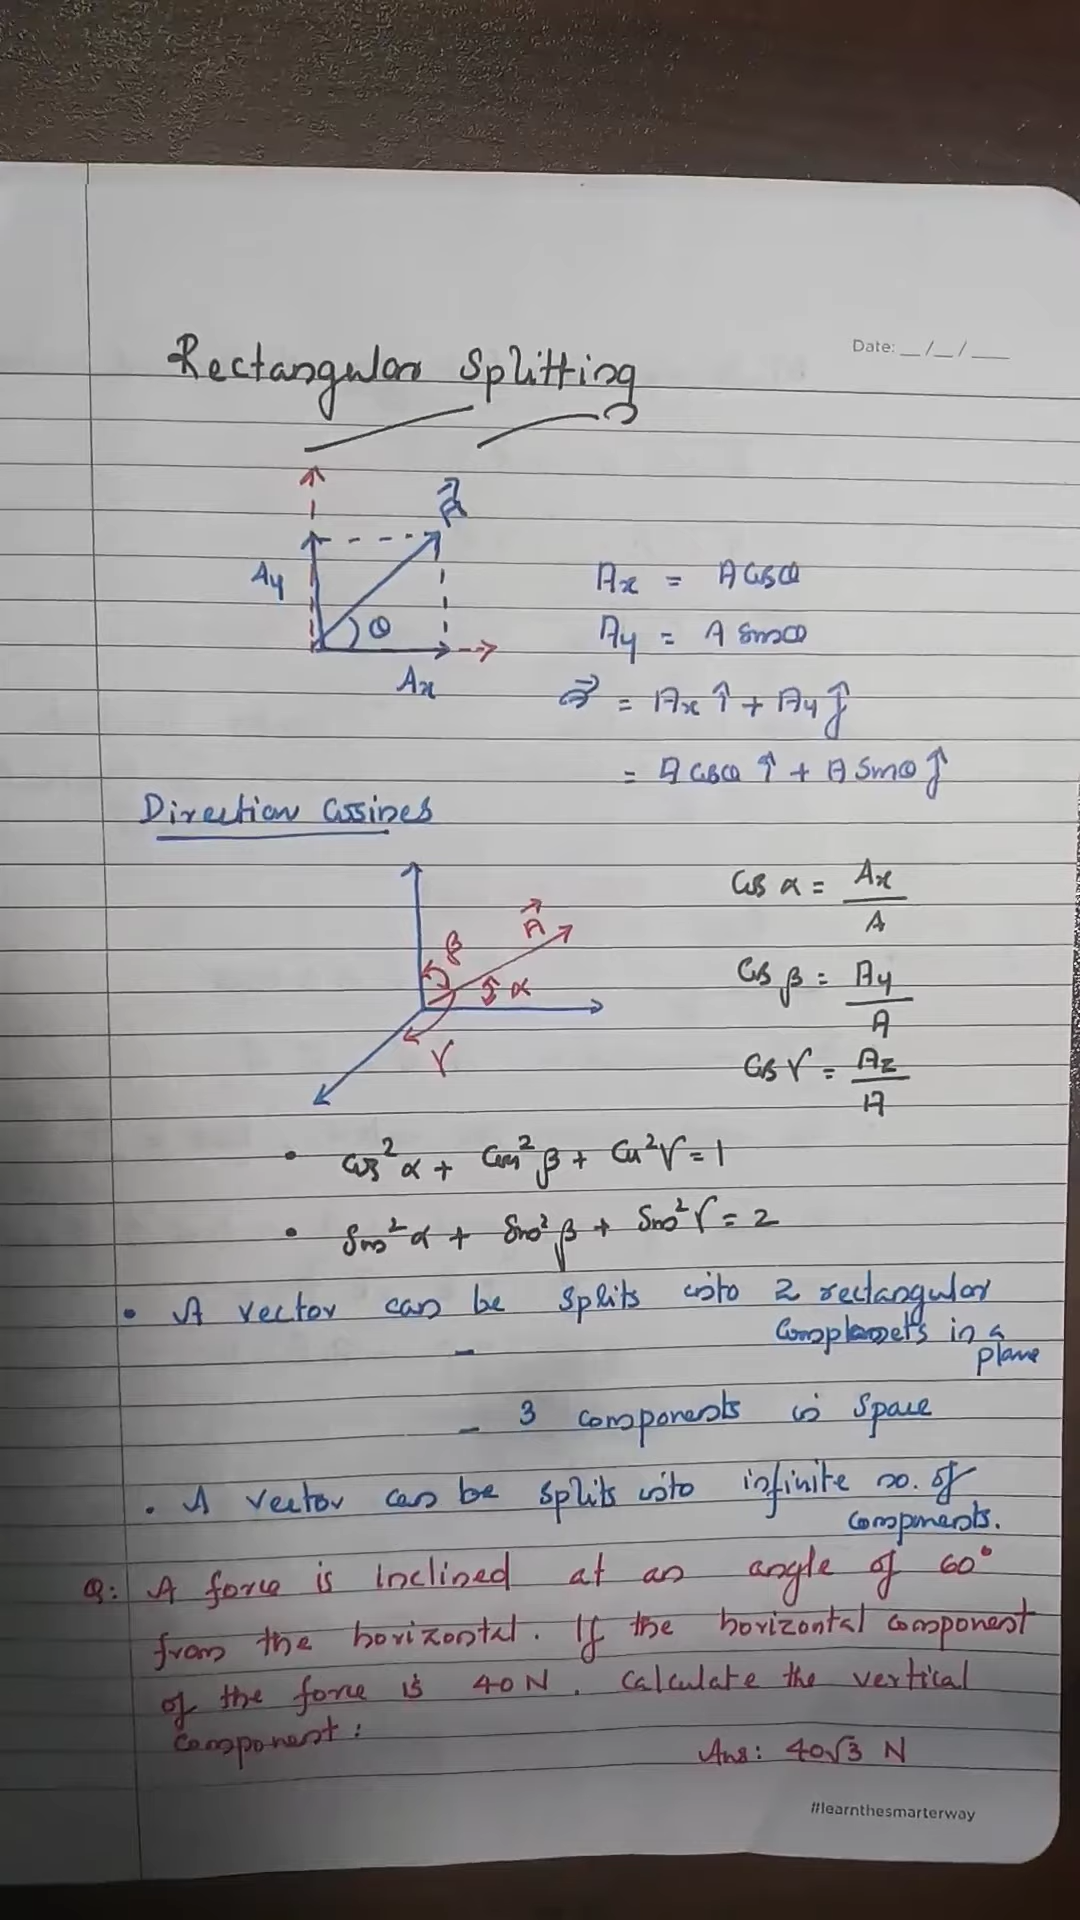 Rectangular Splitting
Date: __/__/___
A⃗
Ay
θ
Ax
Ax = A cosθ
Ay = A sinθ
A⃗ = Ax î + Ay ĵ
= A cosθ î + A sinθ ĵ
Direction cosines
A⃗
β
α
γ
cos α = Ax/A
cos β = Ay/A
cos γ = Az/A
• cos²α + cos²β + cos²γ = 1
• sin²α + sin²β + sin²γ = 2
• A vector can be splits into 2 rectangular
components in a
plane
- 3 components in space
• A vector can be splits into infinite no. of
components.
Q: A force is inclined at an angle of 60°
from the horizontal. If the horizontal component
of the force is 40N. Calculate the vertical
component:
Ans: 40√3 N
#learnthesmarterway